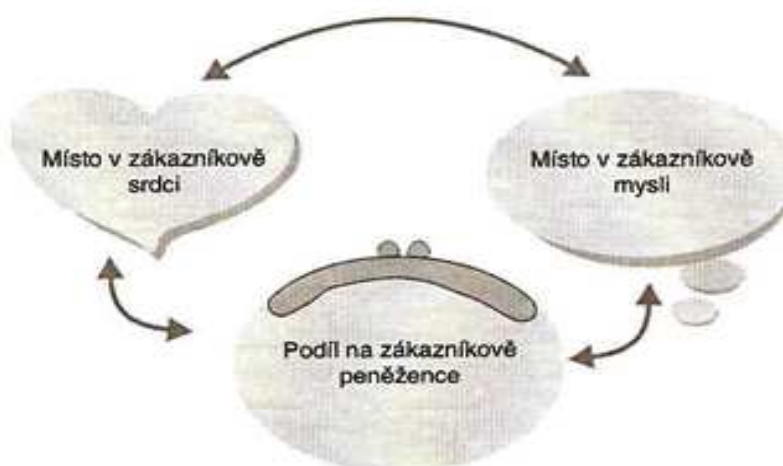 Místo v zákazníkově
srdci
Místo v zákazníkově
mysli
Podíl na zákazníkově
peněžence